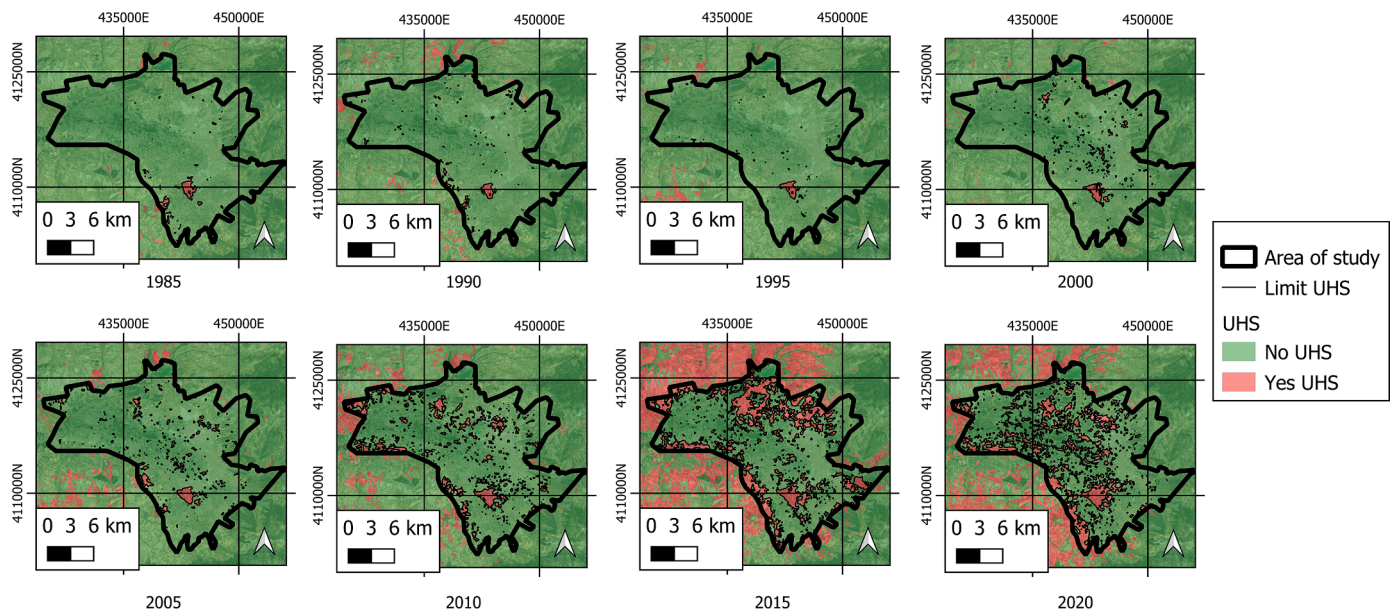 435000E 450000E
4125000N
4110000N
0 3 6 km
1985
435000E 450000E
4125000N
4110000N
0 3 6 km
1990
435000E 450000E
4125000N
4110000N
0 3 6 km
1995
435000E 450000E
4125000N
4110000N
0 3 6 km
2000
435000E 450000E
4125000N
4110000N
0 3 6 km
2005
435000E 450000E
4125000N
4110000N
0 3 6 km
2010
435000E 450000E
4125000N
4110000N
0 3 6 km
2015
435000E 450000E
4125000N
4110000N
0 3 6 km
2020
Area of study
Limit UHS
UHS
No UHS
Yes UHS